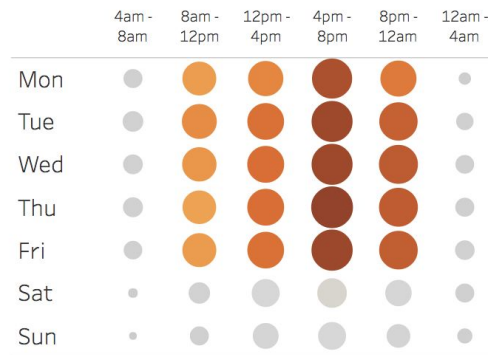 4am - 8am - 12pm - 4pm - 8pm - 12am -
8am 12pm 4pm 8pm 12am 4am
Mon
Tue
Wed
Thu
Fri
Sat
Sun